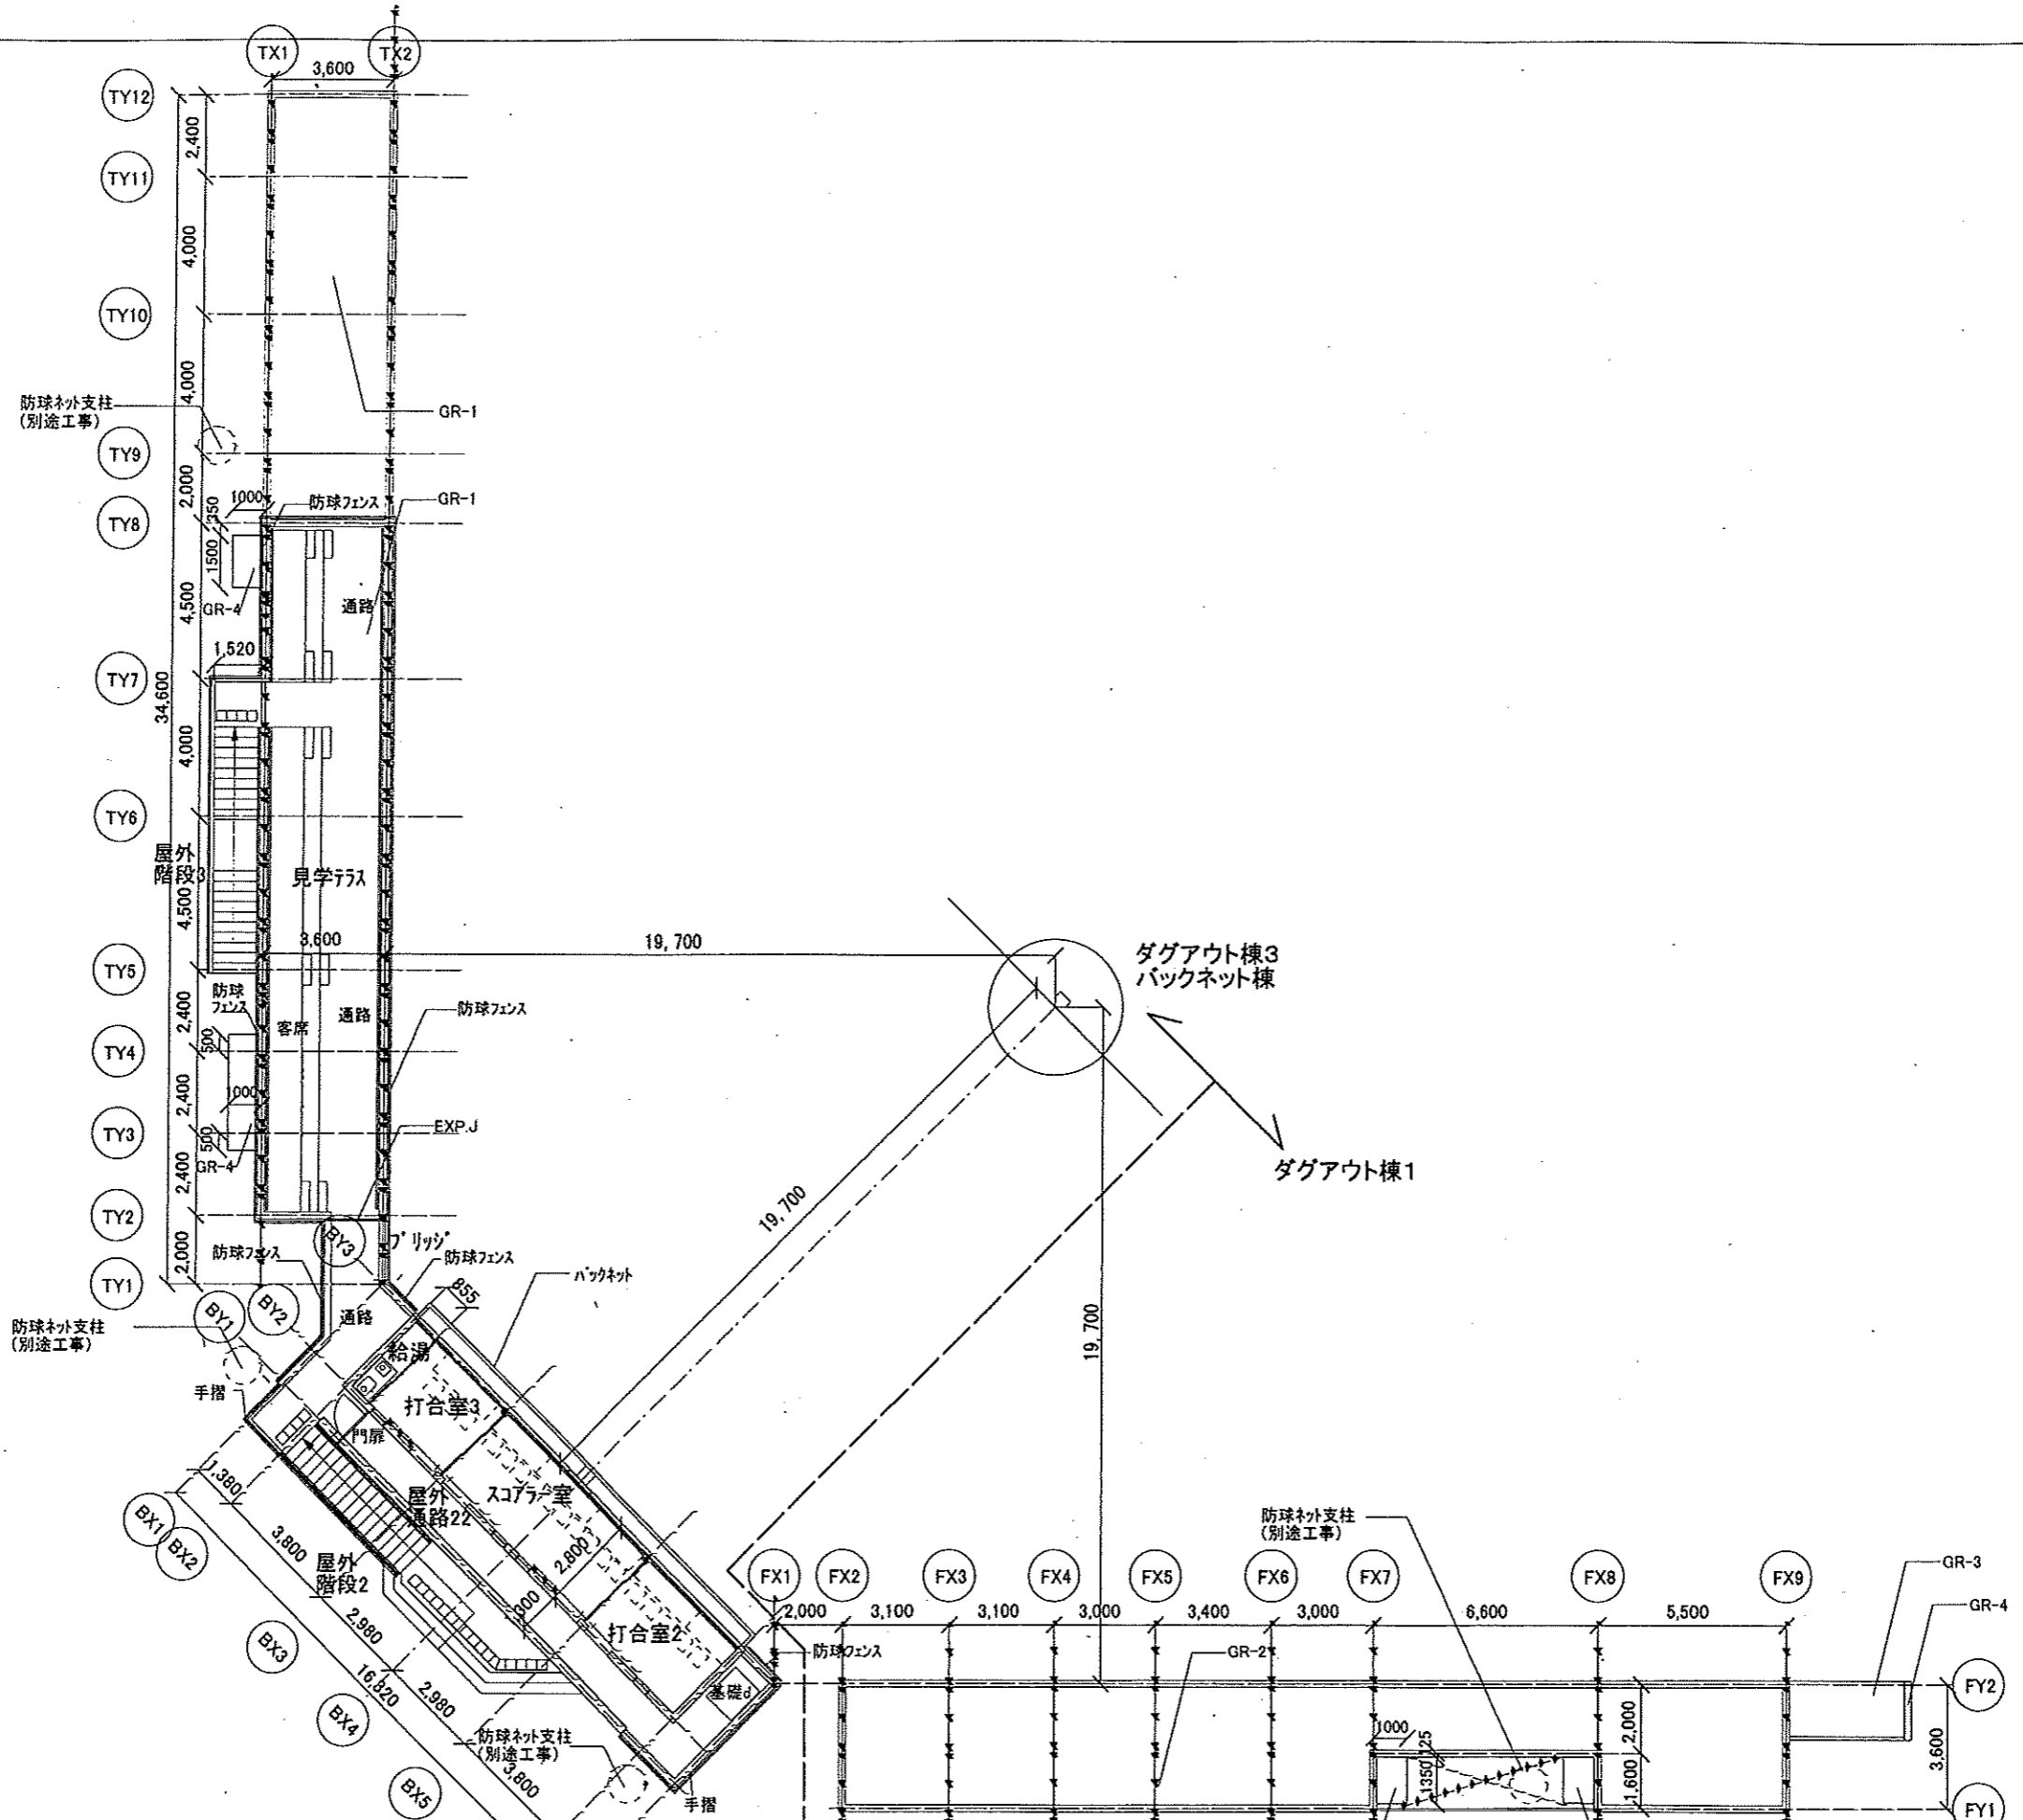 TX1
TX2
3,600
TY12
2,400
TY11
4,000
TY10
4,000
防球ネット支柱
(別途工事)
GR-1
TY9
2,000
1000
防球フェンス
GR-1
350
TY8
1500
4,500
GR-4
通路
1,520
TY7
34,600
4,000
TY6
屋外
階段3
見学テラス
4,500
3,600
19,700
ダグアウト棟3
バックネット棟
TY5
防球
フェンス
客席
通路
防球フェンス
2,400
500
TY4
1000
2,400
EXP.J
TY3
500
GR-4
ダグアウト棟1
2,400
19,700
TY2
BY3
ブリッジ
防球フェンス
防球フェンス
2,000
バックネット
TY1
855
BY1
BY2
通路
19,700
防球ネット支柱
(別途工事)
給湯
手摺
打合室3
門扉
1,380
スコアラー室
屋外
通路22
BX1
BX2
3,800
防球ネット支柱
(別途工事)
2,800
屋外
階段2
FX1
FX2
FX3
FX4
FX5
FX6
FX7
FX8
FX9
GR-3
300
2,000
3,100
3,100
3,000
3,400
3,000
6,600
5,500
GR-4
2,980
打合室2
BX3
防球フェンス
GR-2
16,820
基礎d
FY2
2,980
BX4
1000
125
2,000
防球ネット支柱
(別途工事)
3,600
3,800
1350
1,600
BX5
手摺
FY1